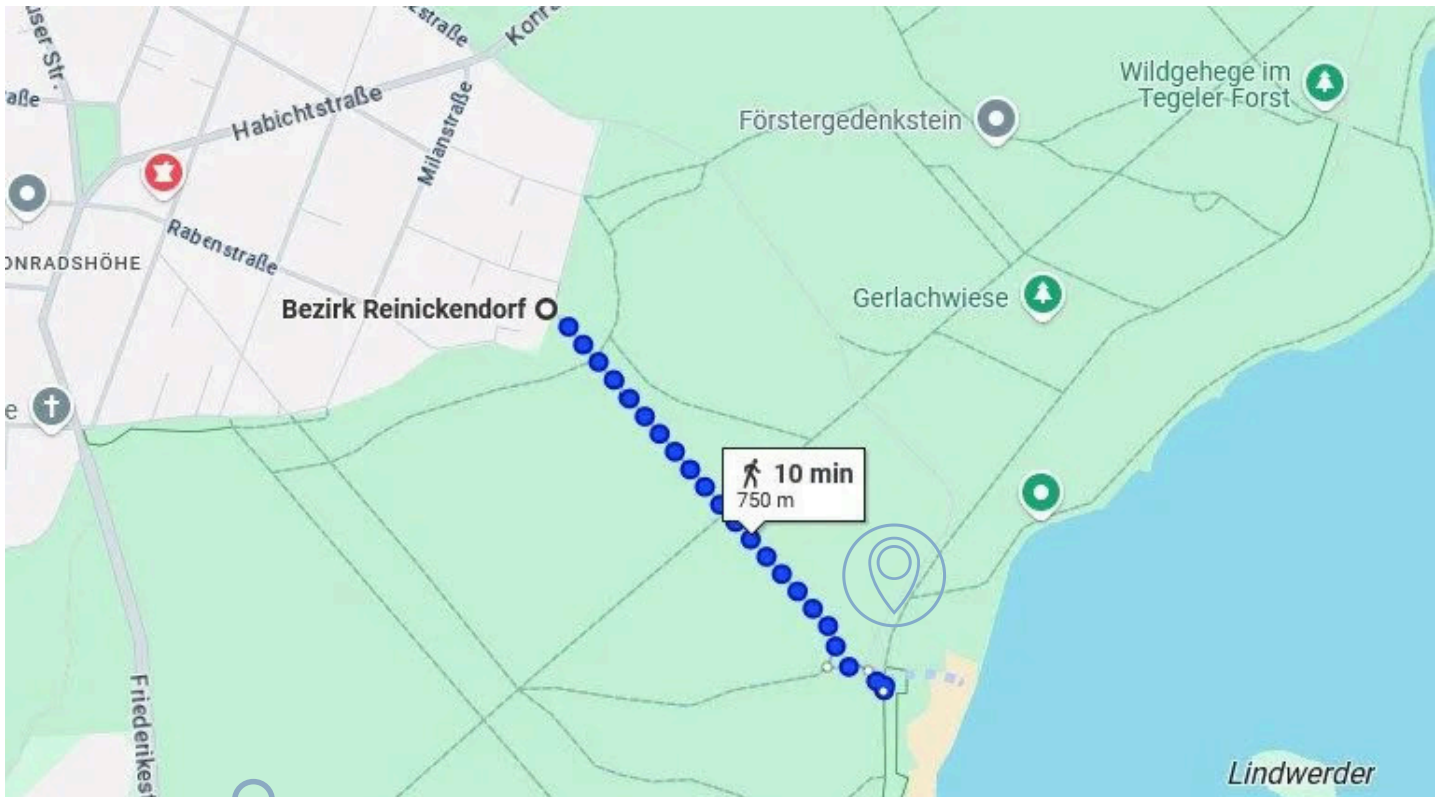 Habichtstraße
Milanstraße
Rabenstraße
Förstergedenkstein
Wildgehege im
Tegeler Forst
Gerlachwiese
Bezirk Reinickendorf
10 min
750 m
Lindwerder